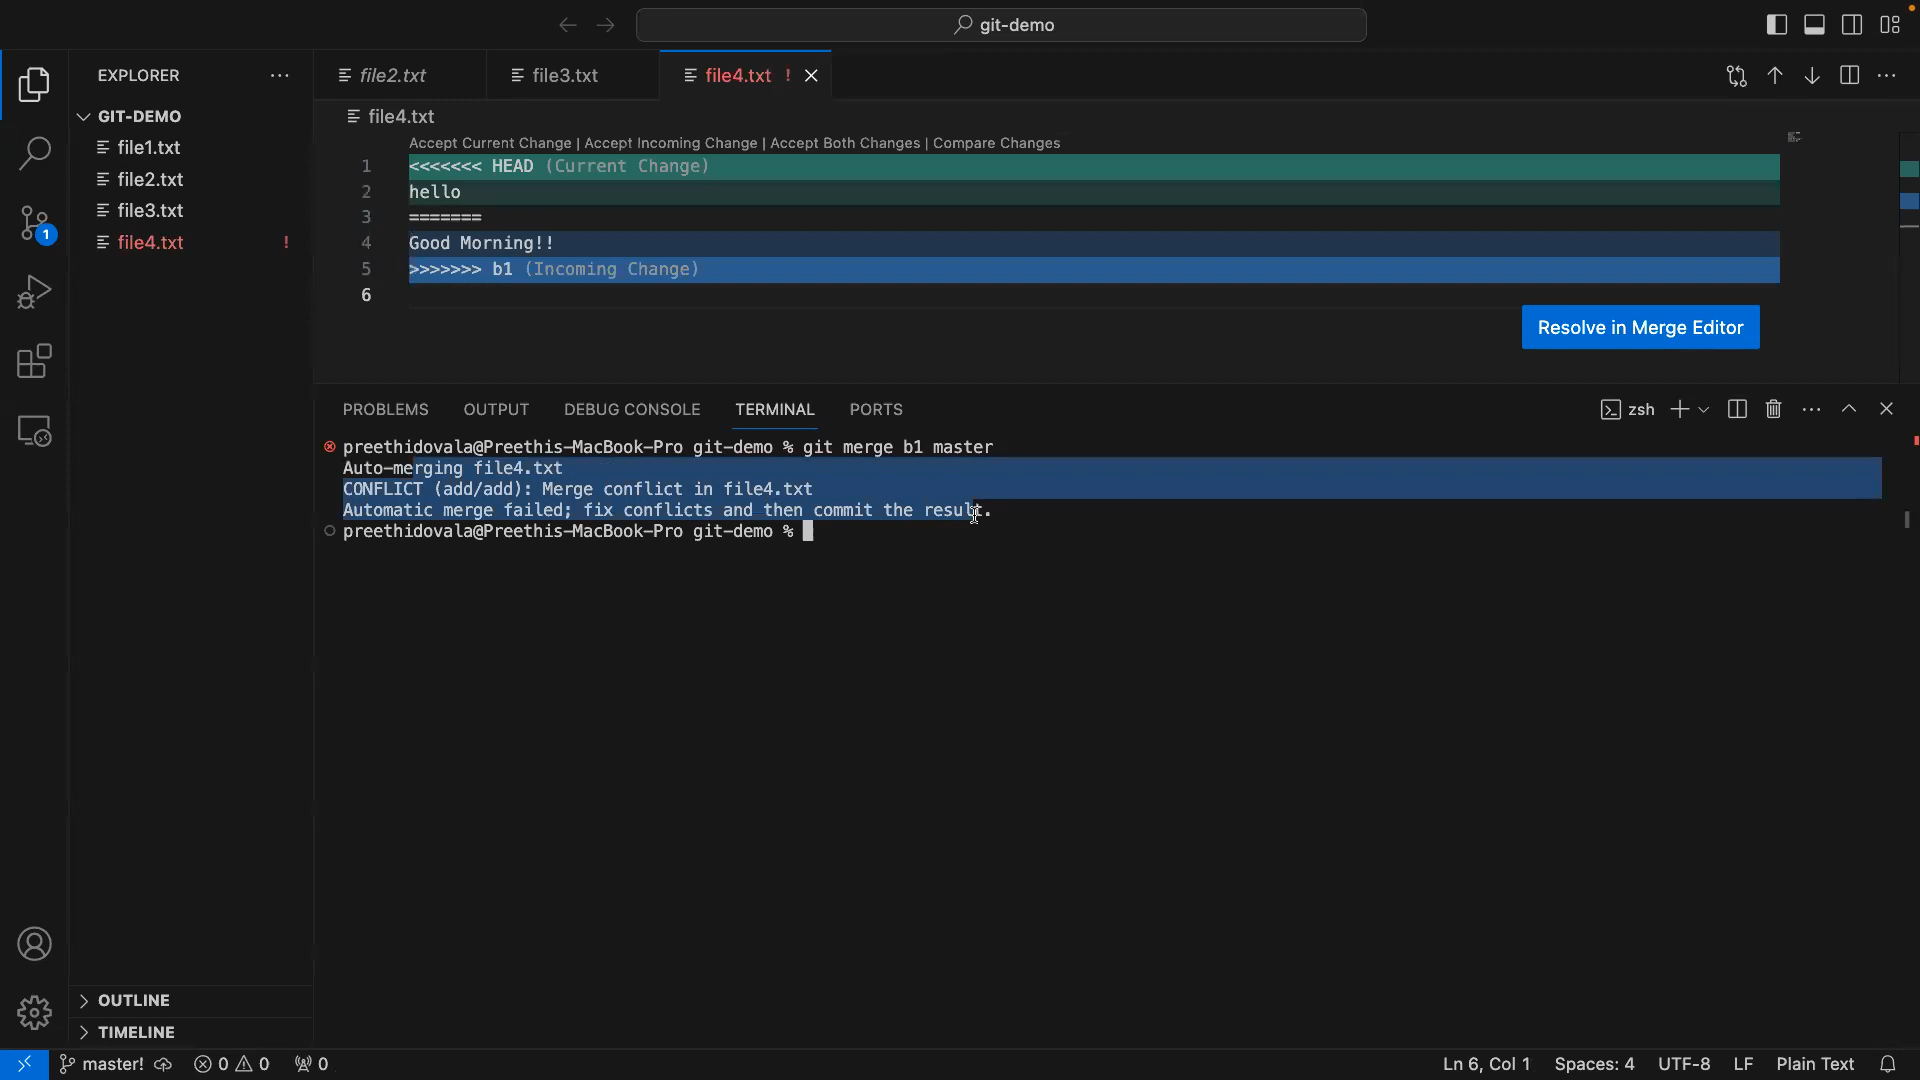 git-demo
EXPLORER
GIT-DEMO
file1.txt
file2.txt
file3.txt
file4.txt !
1
file2.txt
file3.txt
file4.txt !
file4.txt
Accept Current Change | Accept Incoming Change | Accept Both Changes | Compare Changes
1 <<<<<<< HEAD (Current Change)
2 hello
3 =======
4 Good Morning!!
5 >>>>>>> b1 (Incoming Change)
6
Resolve in Merge Editor
PROBLEMS OUTPUT DEBUG CONSOLE TERMINAL PORTS
zsh
preethidovala@Preethis-MacBook-Pro git-demo % git merge b1 master
Auto-merging file4.txt
CONFLICT (add/add): Merge conflict in file4.txt
Automatic merge failed; fix conflicts and then commit the result.
preethidovala@Preethis-MacBook-Pro git-demo %
OUTLINE
TIMELINE
master! 0 0 0 Ln 6, Col 1 Spaces: 4 UTF-8 LF Plain Text